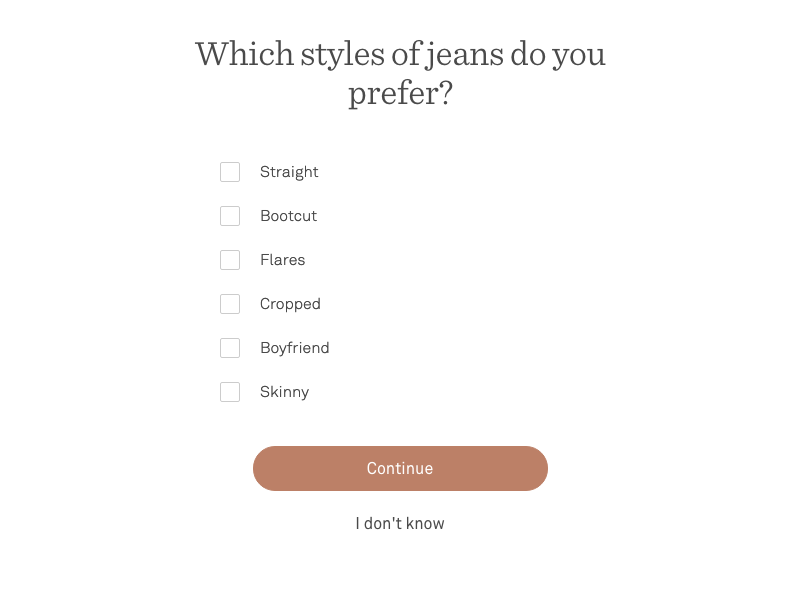 Which styles of jeans do you
prefer?
Straight
Bootcut
Flares
Cropped
Boyfriend
Skinny
Continue
I don't know